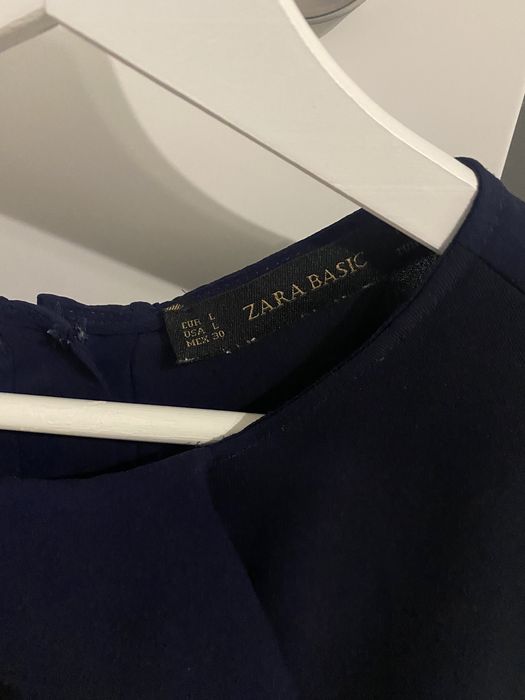 ZARA BASIC
EUR L
USA L
MEX 30